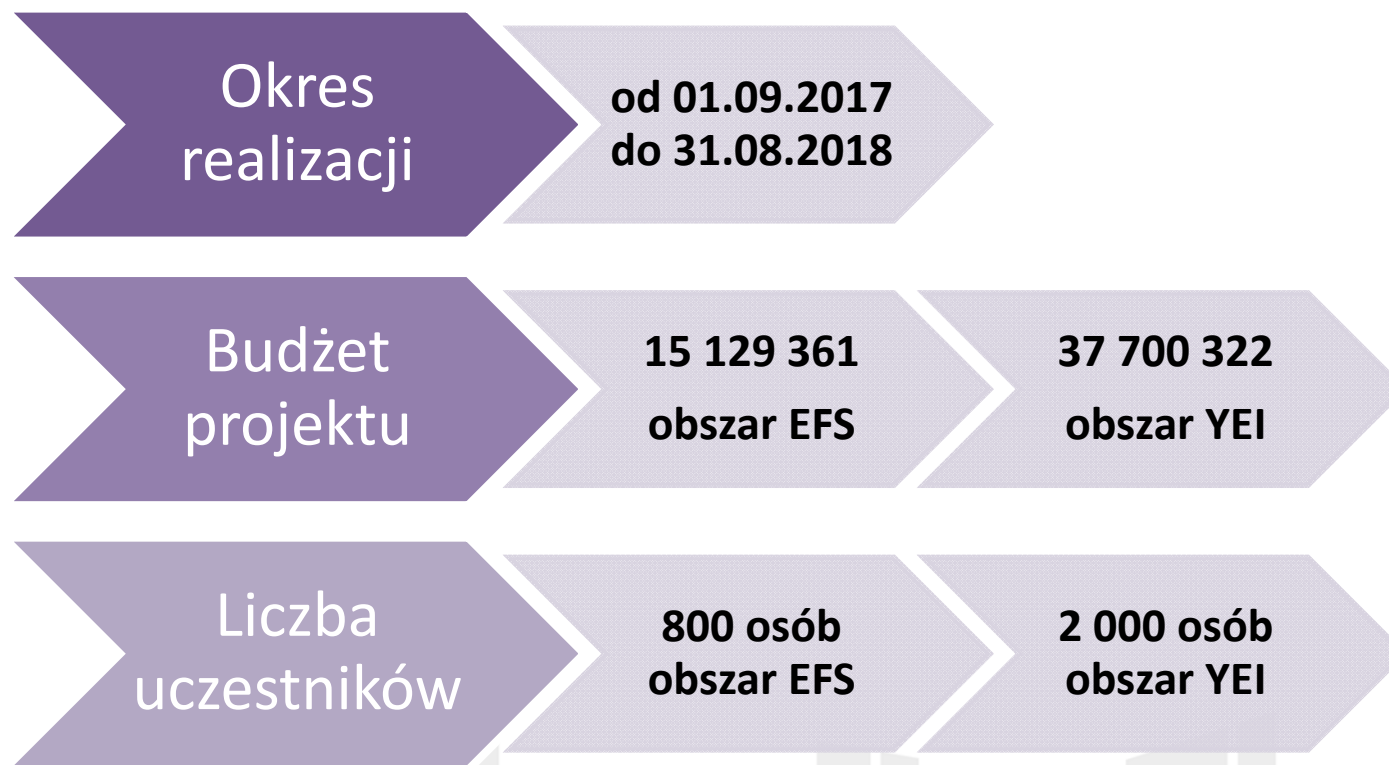 Okres
realizacji
od 01.09.2017
do 31.08.2018
Budżet
projektu
15 129 361
obszar EFS
37 700 322
obszar YEI
Liczba
uczestników
800 osób
obszar EFS
2 000 osób
obszar YEI